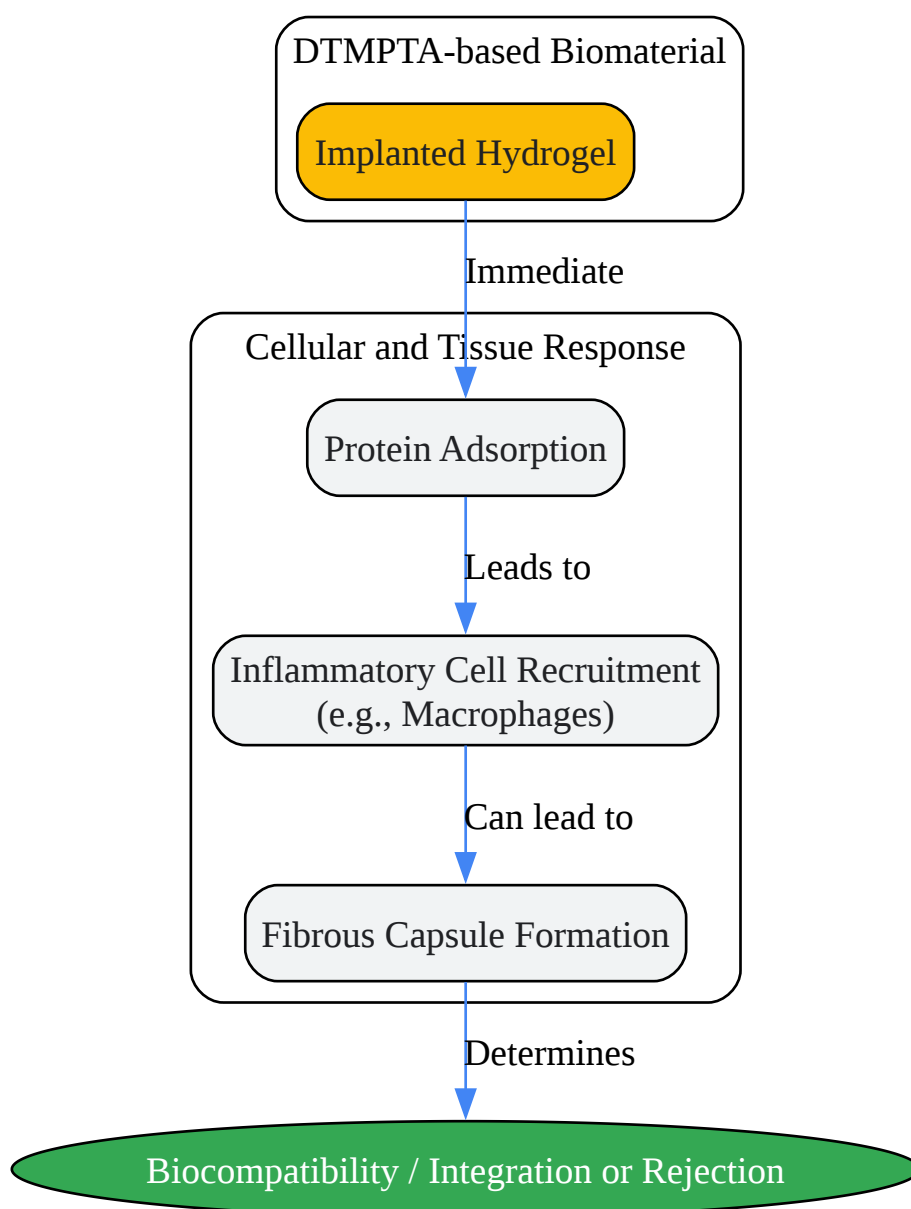 DTMPTA-based Biomaterial
Implanted Hydrogel
Immediate
Cellular and Tissue Response
Protein Adsorption
Leads to
Inflammatory Cell Recruitment
(e.g., Macrophages)
Can lead to
Fibrous Capsule Formation
Determines
Biocompatibility / Integration or Rejection